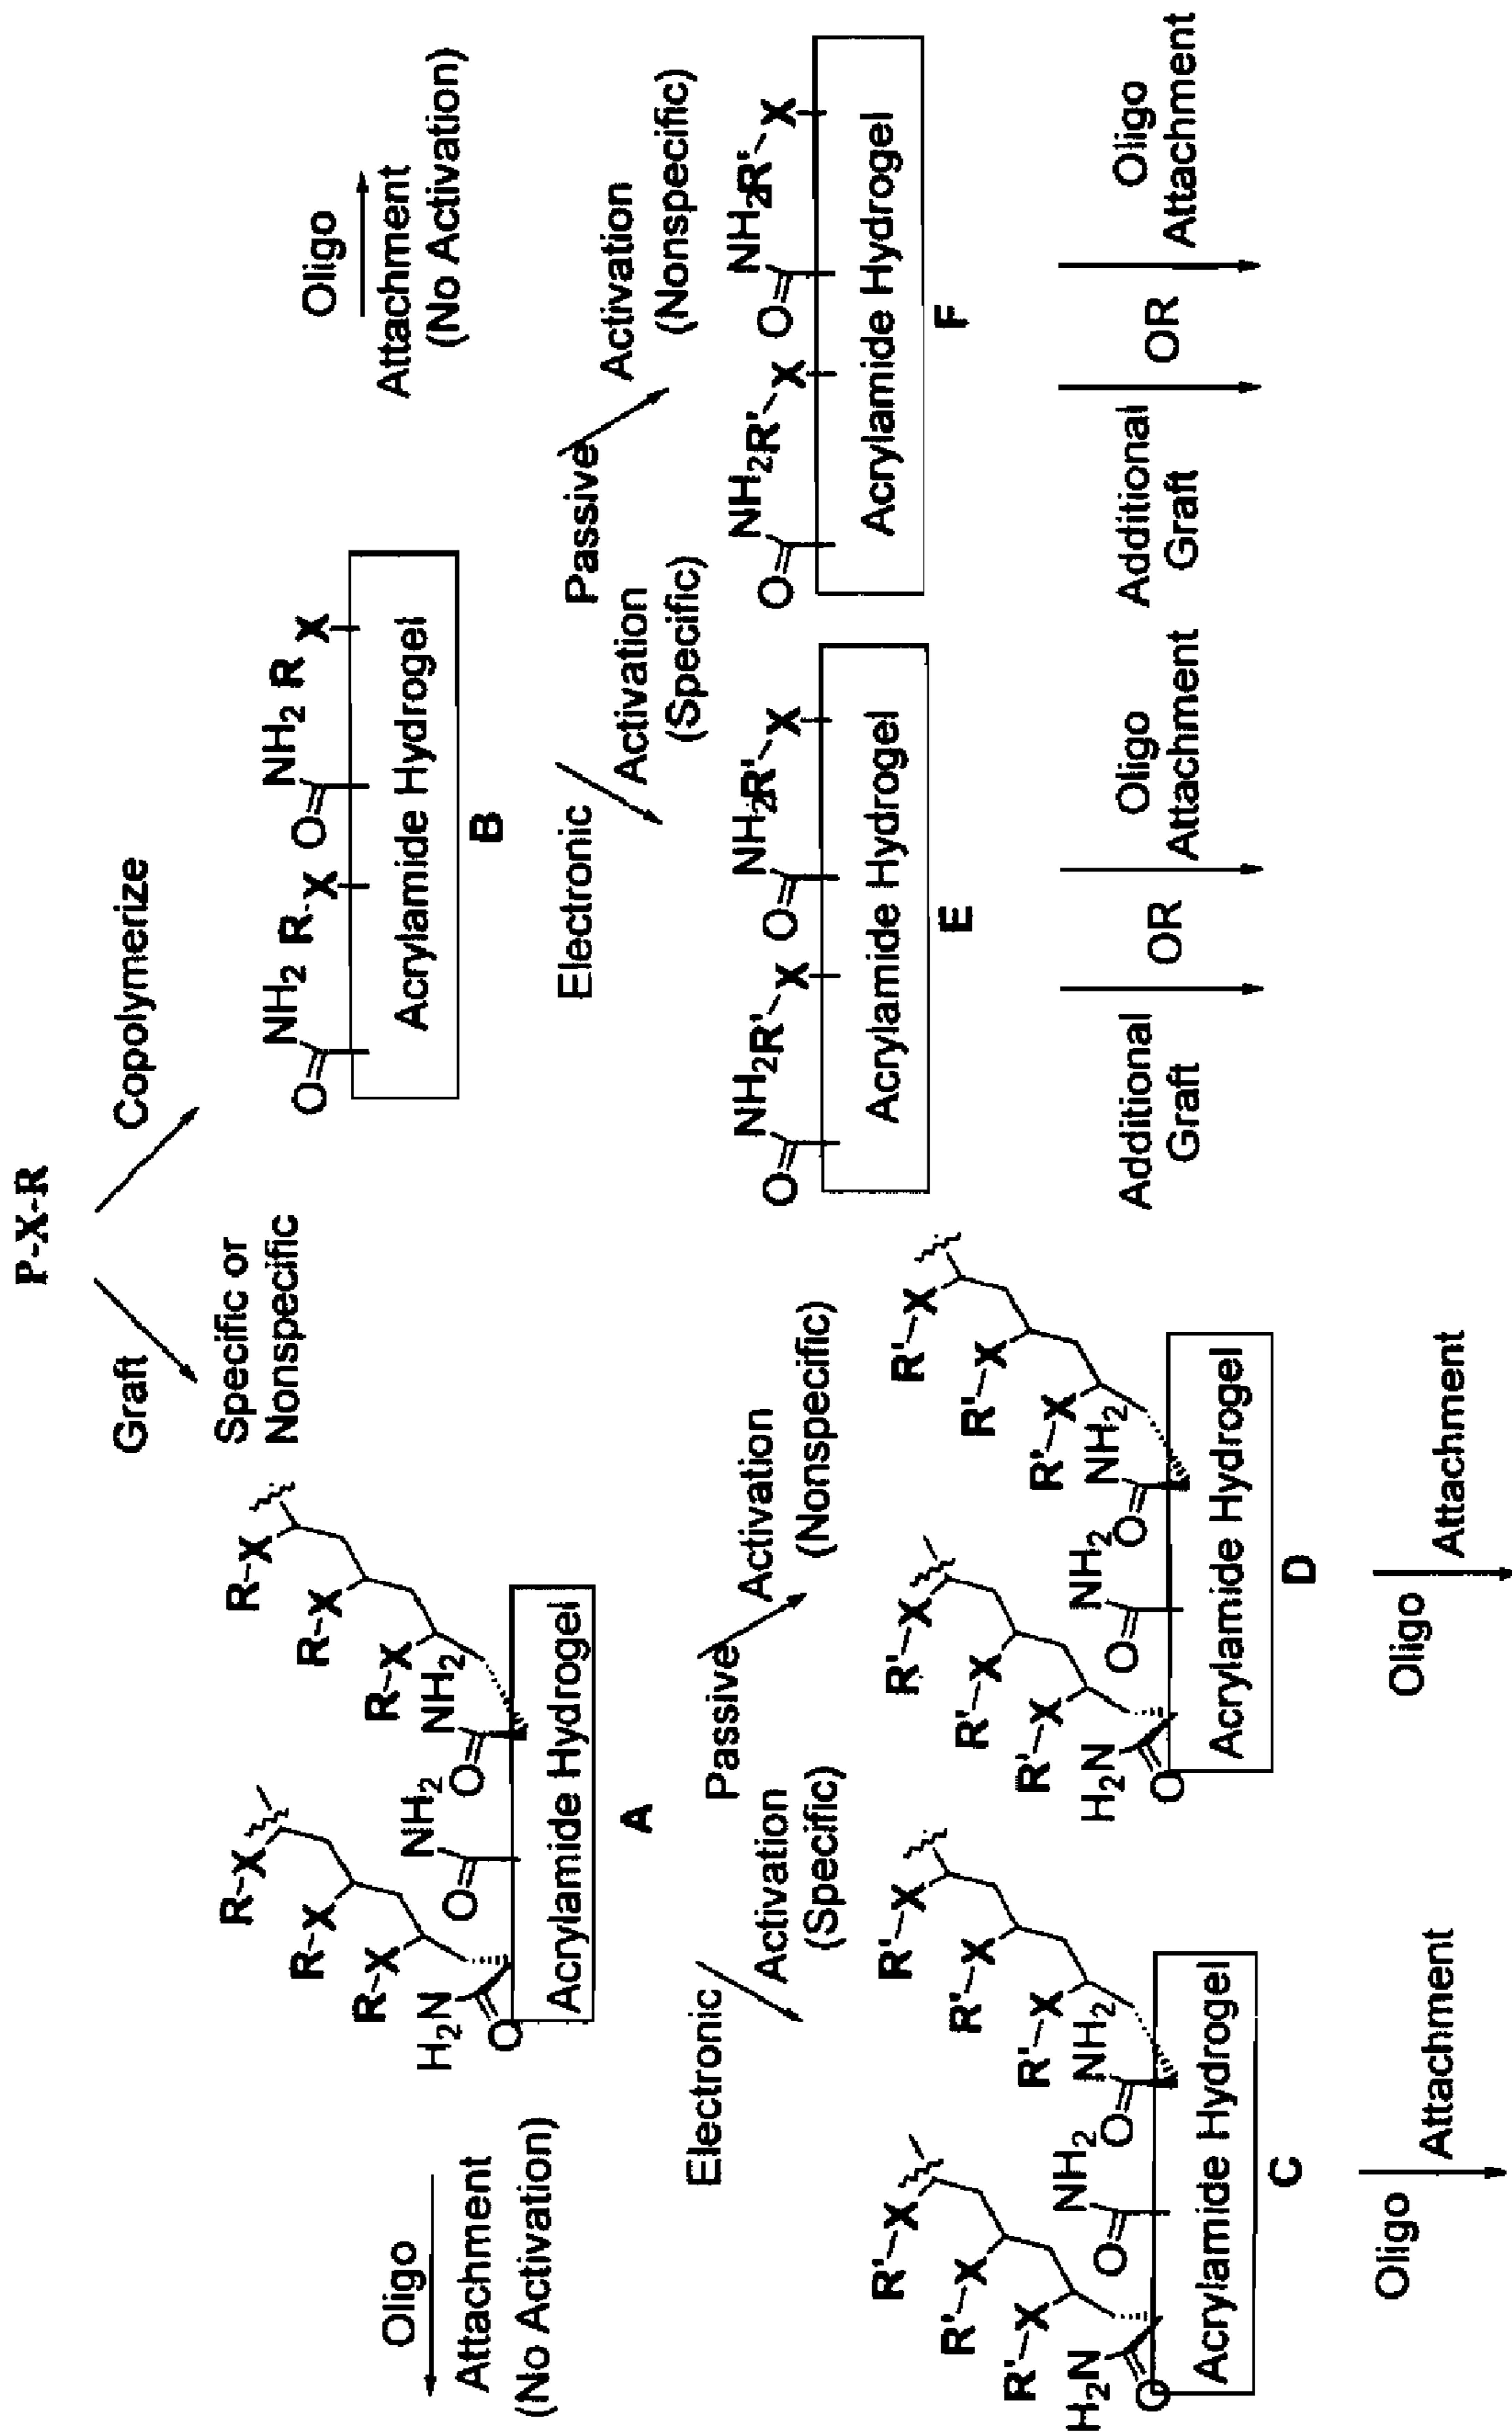 P-X-R
Graft
Copolymerize
Specific or
Nonspecific
R-X
R-X
R-X
R-X
R-X
R-X
H2N
O
O
NH2
O
NH2
Acrylamide Hydrogel
A
O
NH2
R-X
O
NH2
R
X
Acrylamide Hydrogel
B
Oligo
Attachment
(No Activation)
Oligo
Attachment
(No Activation)
Electronic
Passive
Activation
(Specific)
Activation
(Nonspecific)
Electronic
Passive
Activation
(Specific)
Activation
(Nonspecific)
R'-X
R'-X
R'-X
R'-X
R'-X
R'-X
H2N
O
O
NH2
O
NH2
Acrylamide Hydrogel
C
R'-X
R'-X
R'-X
R'-X
R'-X
R'-X
H2N
O
O
NH2
O
NH2
Acrylamide Hydrogel
D
O
NH2
R'-X
O
NH2
R'-X
Acrylamide Hydrogel
E
O
NH2
R'-X
O
NH2
R'-X
Acrylamide Hydrogel
F
Oligo
Attachment
Oligo
Attachment
Additional
Graft
OR
Oligo
Attachment
Additional
Graft
OR
Oligo
Attachment